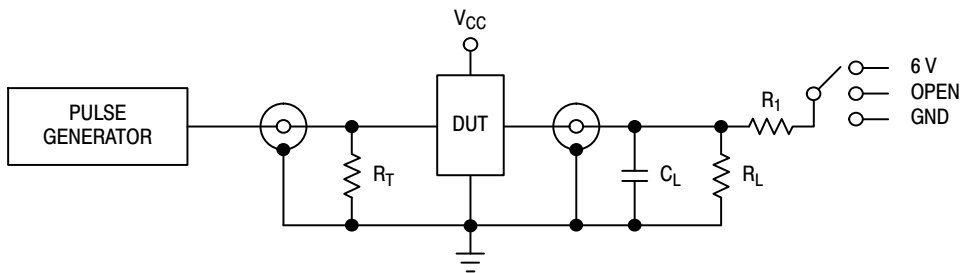 VCC
PULSE
GENERATOR
DUT
RT
CL
RL
R1
6 V
OPEN
GND